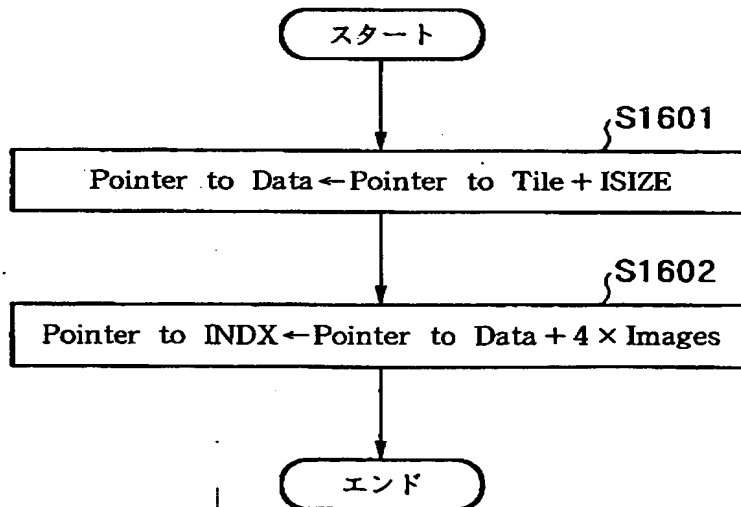 スタート
S1601
Pointer to Data←Pointer to Tile+ISIZE
S1602
Pointer to INDX←Pointer to Data+4×Images
エンド